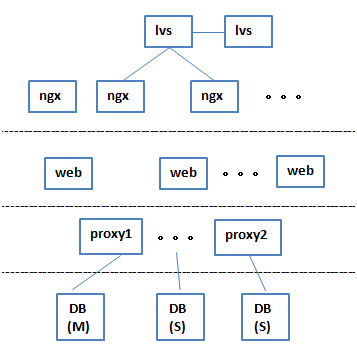 lvs lvs
ngx ngx ngx
web web web
proxy1 proxy2
DB DB DB
(M) (S) (S)